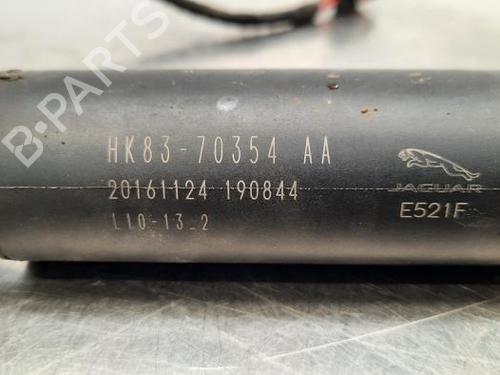 B-PARTS
HK83-70354 AA
20161124 190844
L10-13_2
JAGUAR
E521F